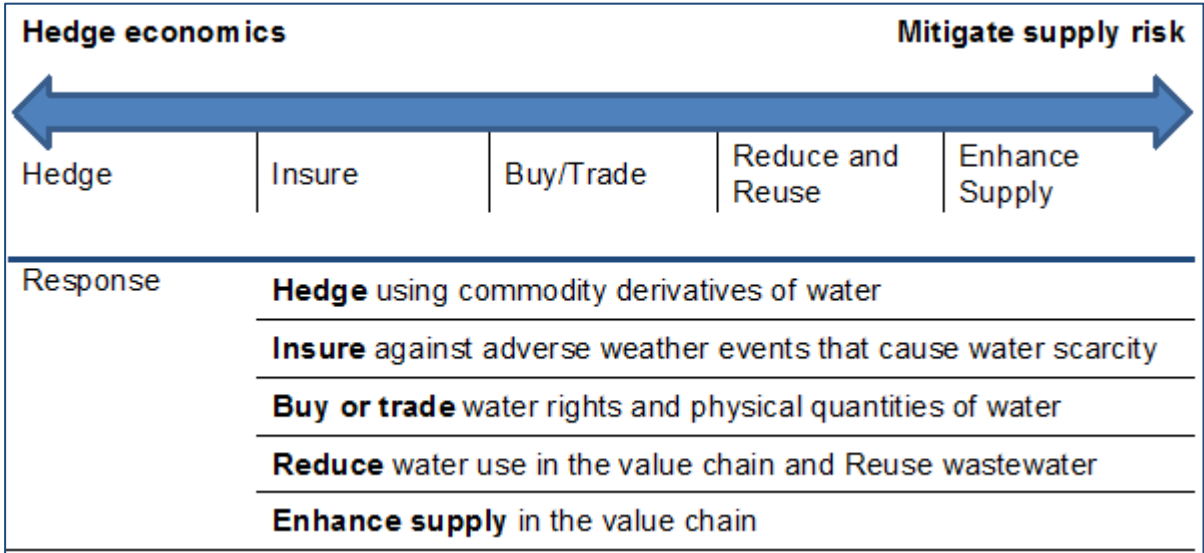 Hedge economics Mitigate supply risk
Hedge Insure Buy/Trade Reduce and Reuse Enhance Supply
Response
Hedge using commodity derivatives of water
Insure against adverse weather events that cause water scarcity
Buy or trade water rights and physical quantities of water
Reduce water use in the value chain and Reuse wastewater
Enhance supply in the value chain